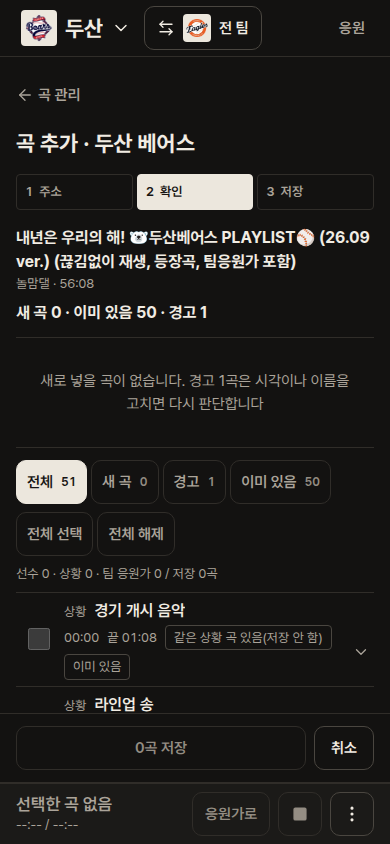 두산
전 팀
응원
곡 관리
곡 추가 · 두산 베어스
1 주소
2 확인
3 저장
내년은 우리의 해! 🐻‍❄️두산베어스 PLAYLIST⚾ (26.09
ver.) (끊김없이 재생, 등장곡, 팀응원가 포함)
놀맘댈 · 56:08
새 곡 0 · 이미 있음 50 · 경고 1
새로 넣을 곡이 없습니다. 경고 1곡은 시각이나 이름을
고치면 다시 판단합니다
전체 51
새 곡 0
경고 1
이미 있음 50
전체 선택
전체 해제
선수 0 · 상황 0 · 팀 응원가 0 / 저장 0곡
상황 경기 개시 음악
00:00 끝 01:08 같은 상황 곡 있음(저장 안 함)
이미 있음
상황 라인업 송
0곡 저장
취소
선택한 곡 없음
--:-- / --:--
응원가로